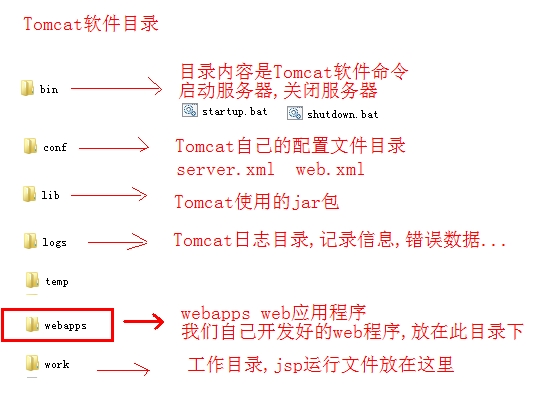 Tomcat软件目录
bin
目录内容是Tomcat软件命令
启动服务器,关闭服务器
startup.bat shutdown.bat
conf
Tomcat自己的配置文件目录
server.xml web.xml
lib
Tomcat使用的jar包
logs
Tomcat日志目录,记录信息,错误数据...
temp
webapps
webapps web应用程序
我们自己开发好的web程序,放在此目录下
work
工作目录,jsp运行文件放在这里